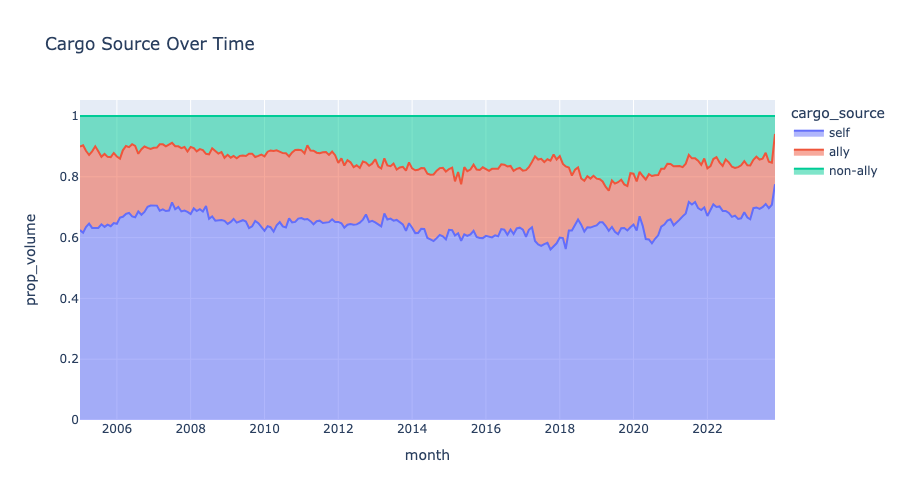 Cargo Source Over Time
cargo_source
self
ally
non-ally
prop_volume
1
0.8
0.6
0.4
0.2
0
2006 2008 2010 2012 2014 2016 2018 2020 2022
month